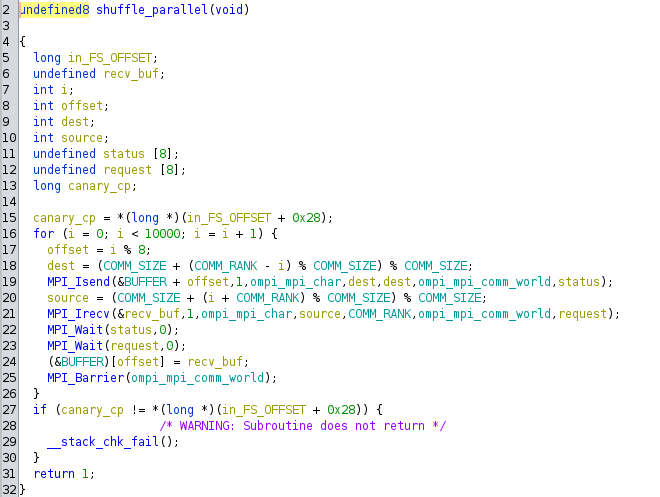 2 undefined8 shuffle_parallel(void)
3
4 {
5 long in_FS_OFFSET;
6 undefined recv_buf;
7 int i;
8 int offset;
9 int dest;
10 int source;
11 undefined status [8];
12 undefined request [8];
13 long canary_cp;
14
15 canary_cp = *(long *)(in_FS_OFFSET + 0x28);
16 for (i = 0; i < 10000; i = i + 1) {
17 offset = i % 8;
18 dest = (COMM_SIZE + (COMM_RANK - i) % COMM_SIZE) % COMM_SIZE;
19 MPI_Isend(&BUFFER + offset,1,ompi_mpi_char,dest,dest,ompi_mpi_comm_world,status);
20 source = (COMM_SIZE + (i + COMM_RANK) % COMM_SIZE) % COMM_SIZE;
21 MPI_Irecv(&recv_buf,1,ompi_mpi_char,source,COMM_RANK,ompi_mpi_comm_world,request);
22 MPI_Wait(status,0);
23 MPI_Wait(request,0);
24 (&BUFFER)[offset] = recv_buf;
25 MPI_Barrier(ompi_mpi_comm_world);
26 }
27 if (canary_cp != *(long *)(in_FS_OFFSET + 0x28)) {
28 /* WARNING: Subroutine does not return */
29 __stack_chk_fail();
30 }
31 return 1;
32 }